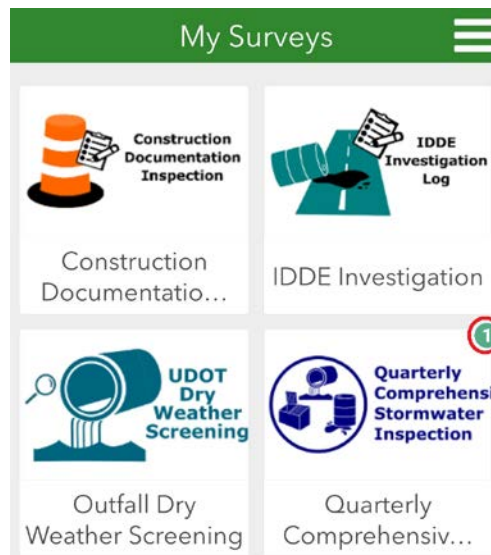 My Surveys
Construction
Documentation
Inspection
Construction
Documentatio...
IDDE
Investigation
Log
IDDE Investigation
UDOT
Dry
Weather
Screening
Outfall Dry
Weather Screening
1
Quarterly
Comprehensi
Stormwater
Inspection
Quarterly
Comprehensiv...